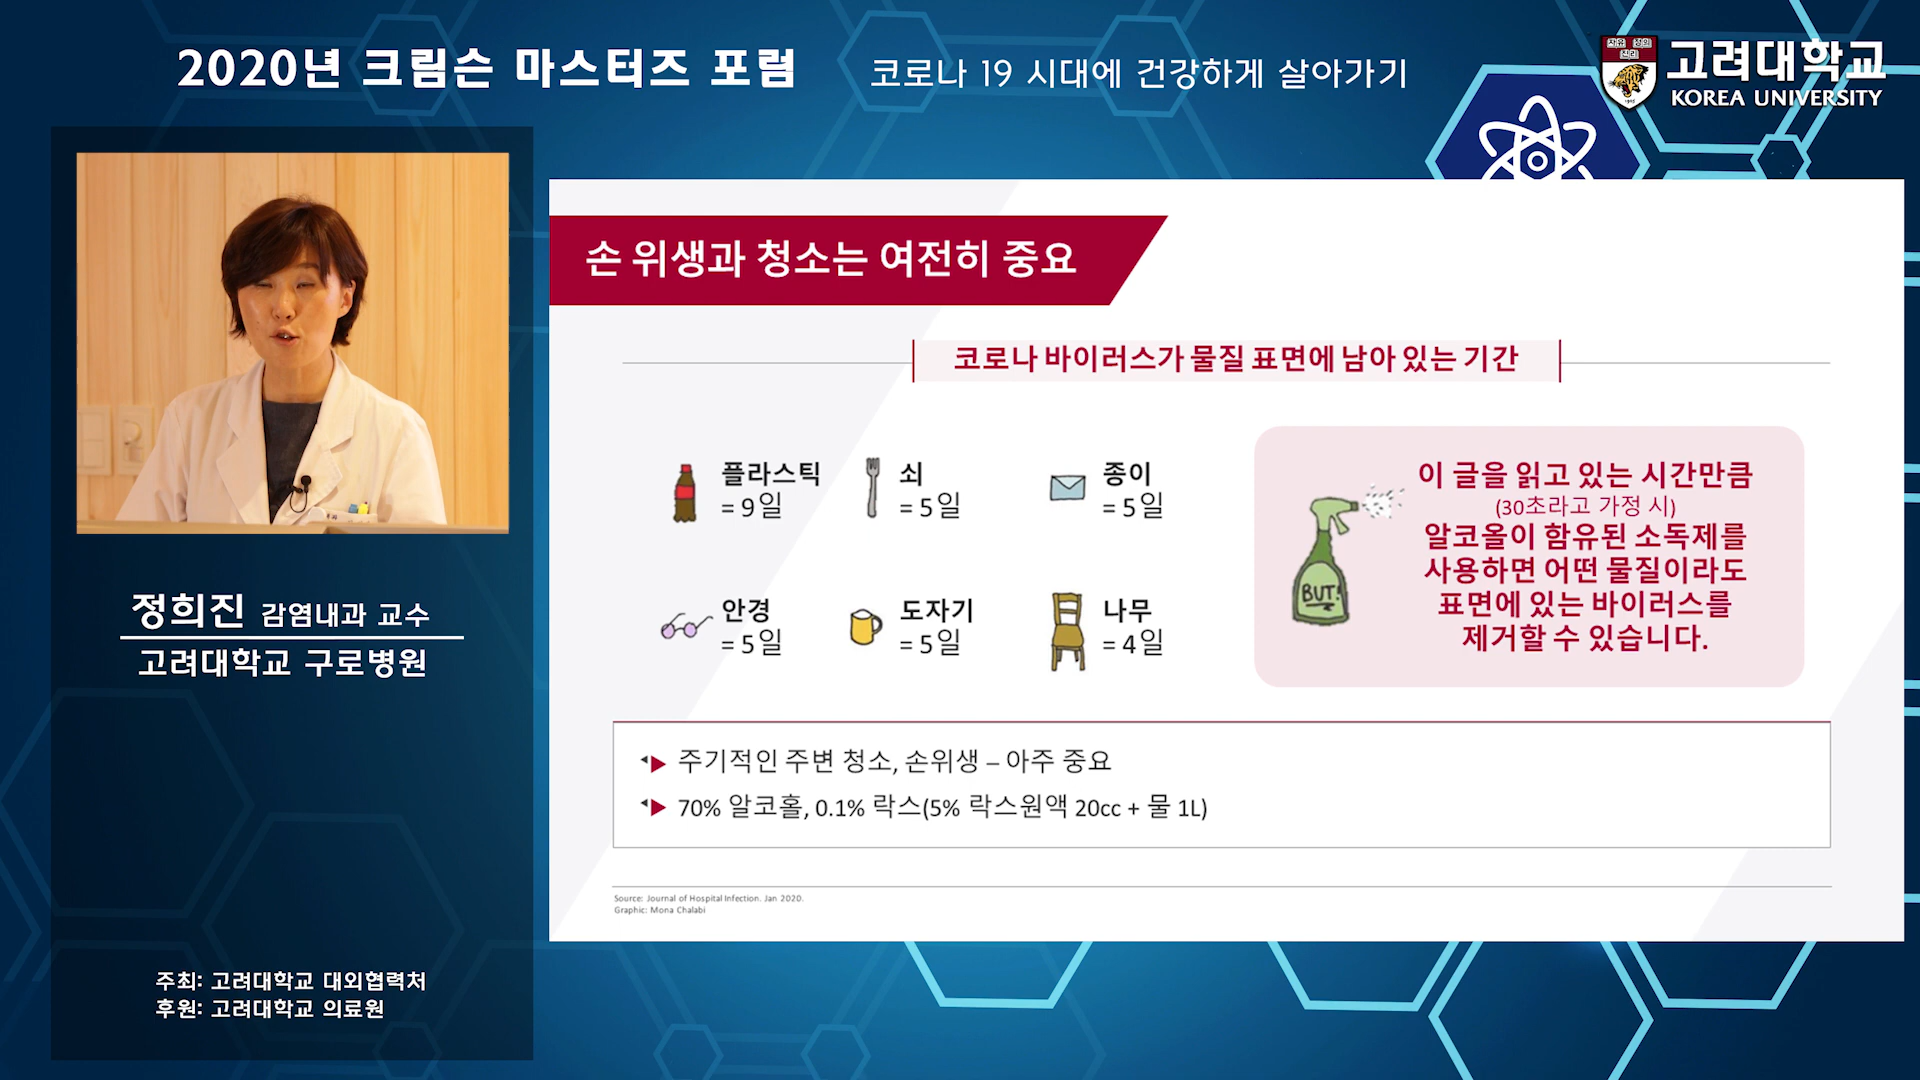 2020년 크림슨 마스터즈 포럼
코로나 19 시대에 건강하게 살아가기
자유 정의
진리
1905
고려대학교
KOREA UNIVERSITY
손 위생과 청소는 여전히 중요
코로나 바이러스가 물질 표면에 남아 있는 기간
플라스틱
= 9일
쇠
= 5일
종이
= 5일
안경
= 5일
도자기
= 5일
나무
= 4일
BUT!
이 글을 읽고 있는 시간만큼
(30초라고 가정 시)
알코올이 함유된 소독제를
사용하면 어떤 물질이라도
표면에 있는 바이러스를
제거할 수 있습니다.
주기적인 주변 청소, 손위생 – 아주 중요
70% 알코홀, 0.1% 락스(5% 락스원액 20cc + 물 1L)
Source: Journal of Hospital Infection. Jan 2020.
Graphic: Mona Chalabi
정희진 감염내과 교수
고려대학교 구로병원
주최: 고려대학교 대외협력처
후원: 고려대학교 의료원